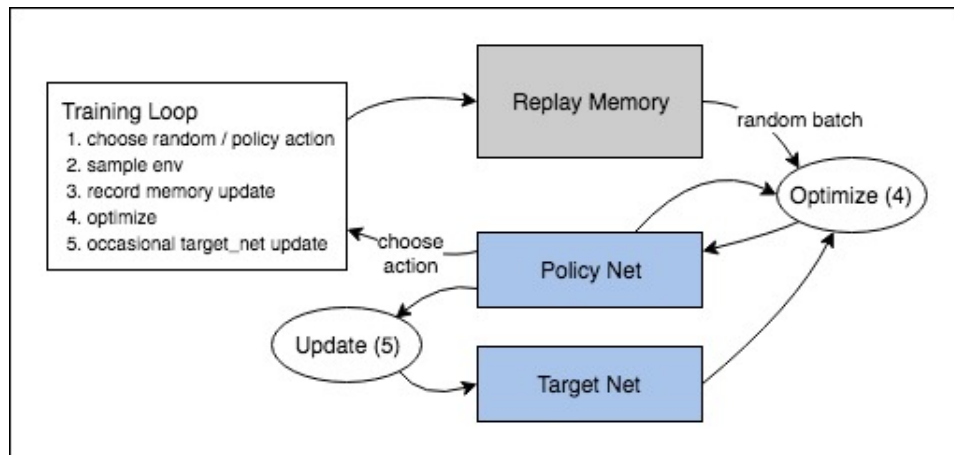 Training Loop
1. choose random / policy action
2. sample env
3. record memory update
4. optimize
5. occasional target_net update
Replay Memory
random batch
Optimize (4)
choose
action
Policy Net
Update (5)
Target Net